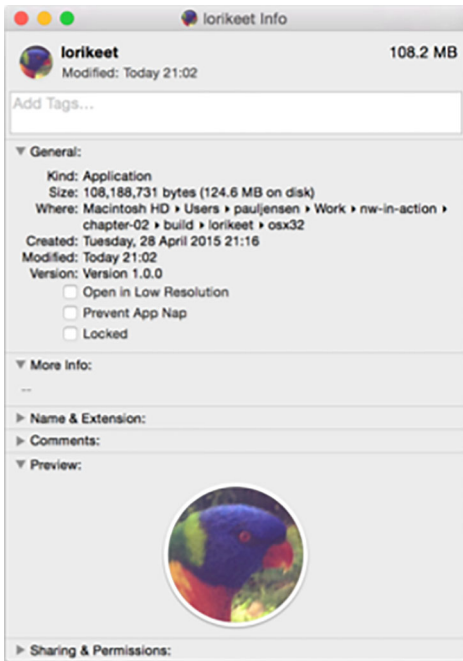 lorikeet Info
lorikeet 108.2 MB
Modified: Today 21:02
Add Tags...
General:
Kind: Application
Size: 108,188,731 bytes (124.6 MB on disk)
Where: Macintosh HD ▸ Users ▸ pauljensen ▸ Work ▸ nw-in-action ▸
chapter-02 ▸ build ▸ lorikeet ▸ osx32
Created: Tuesday, 28 April 2015 21:16
Modified: Today 21:02
Version: Version 1.0.0
Open in Low Resolution
Prevent App Nap
Locked
More Info:
--
Name & Extension:
Comments:
Preview:
Sharing & Permissions: